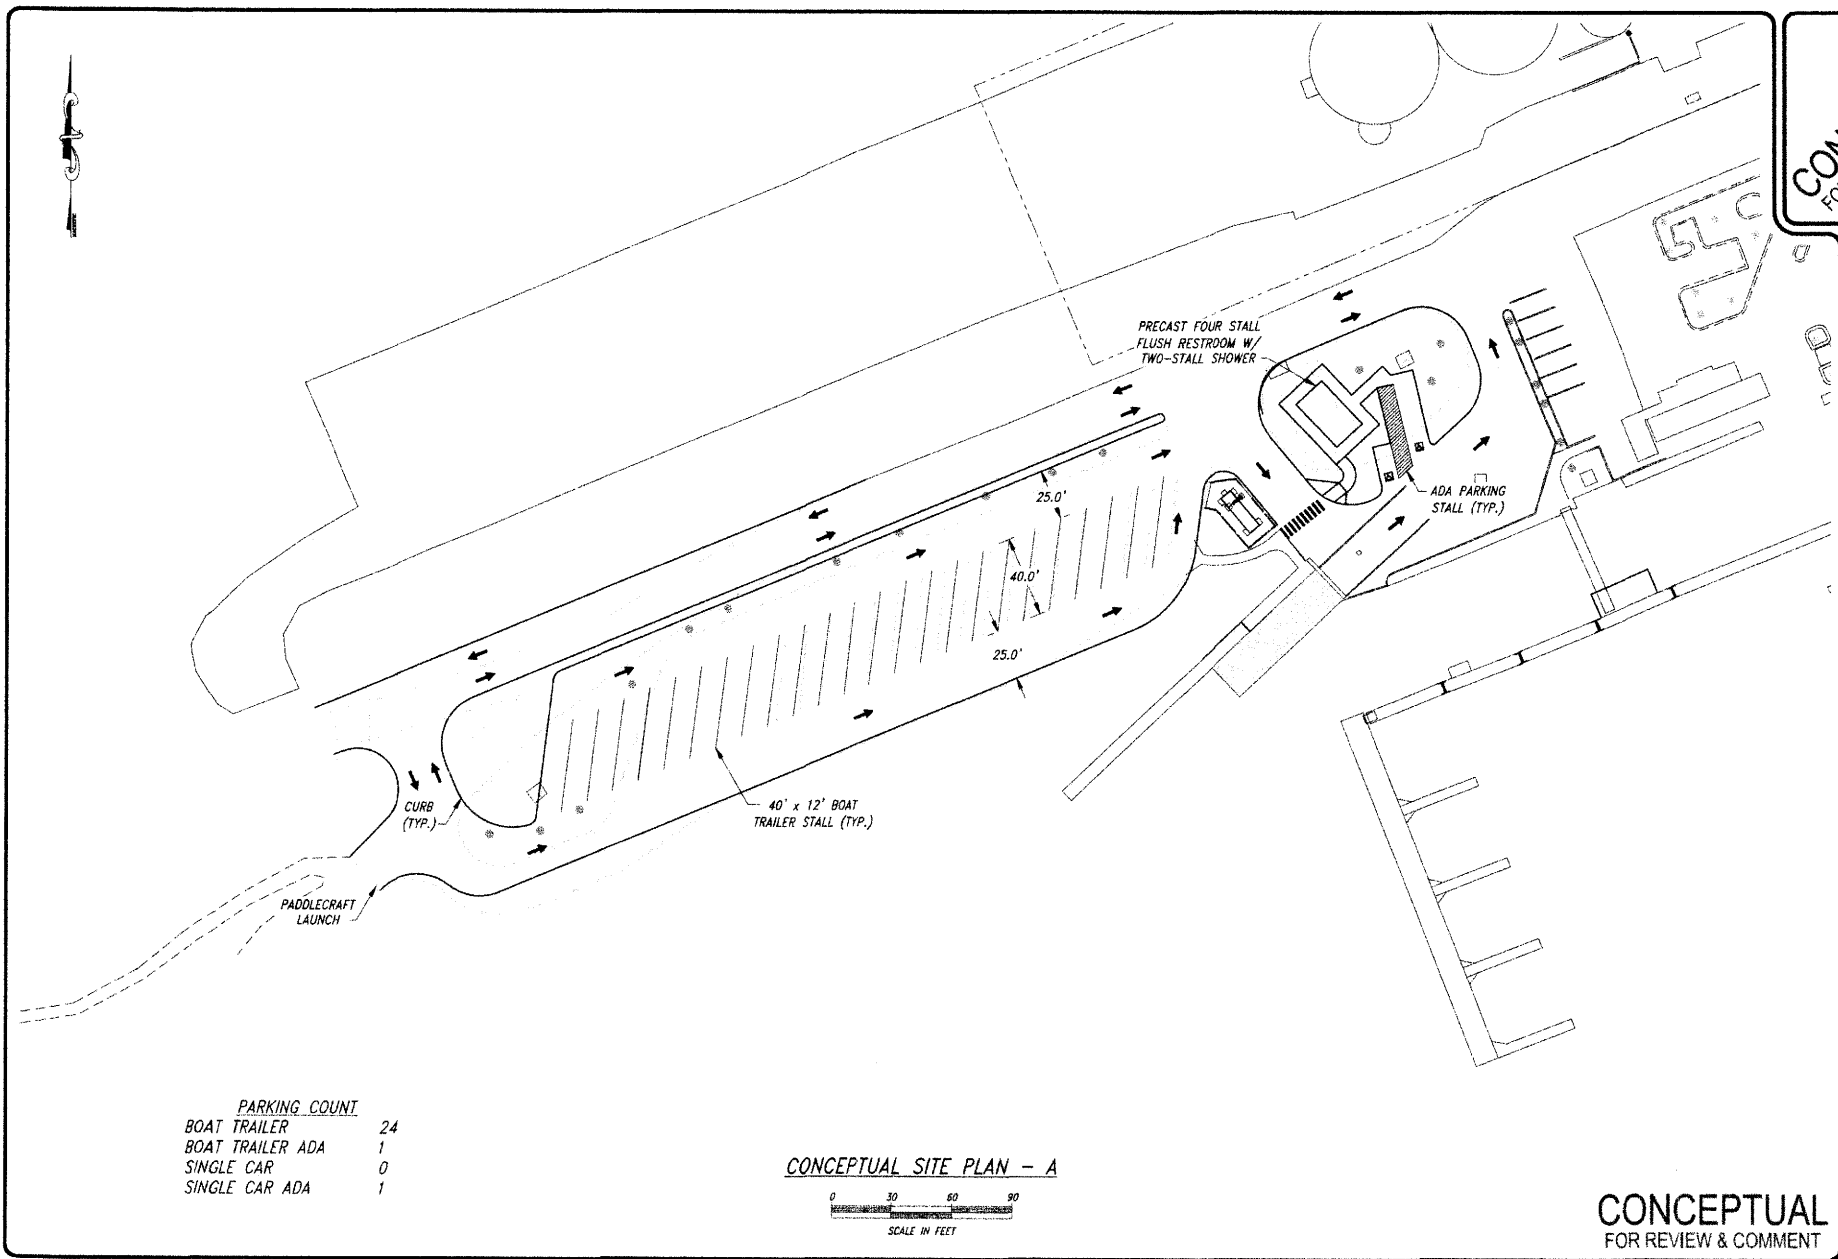 PRECAST FOUR STALL
FLUSH RESTROOM W/
TWO-STALL SHOWER
25.0'
ADA PARKING
STALL (TYP.)
40.0'
25.0'
CURB
(TYP.)
40' x 12' BOAT
TRAILER STALL (TYP.)
PADDLECRAFT
LAUNCH
PARKING COUNT
BOAT TRAILER 24
BOAT TRAILER ADA 1
SINGLE CAR 0
SINGLE CAR ADA 1
CONCEPTUAL SITE PLAN - A
0 30 60 90
SCALE IN FEET
CONCEPTUAL
FOR REVIEW & COMMENT